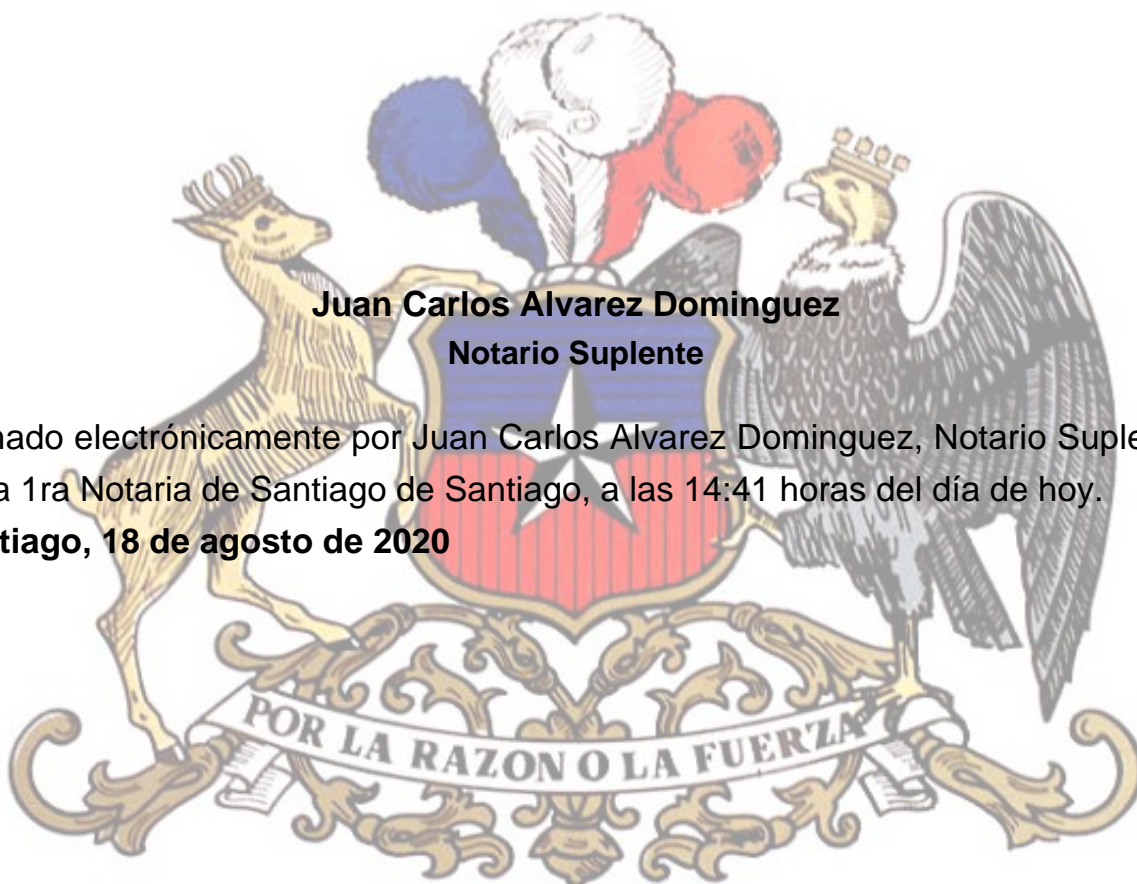 Juan Carlos Alvarez Dominguez
Notario Suplente
nado electrónicamente por Juan Carlos Alvarez Dominguez, Notario Suple
a 1ra Notaria de Santiago de Santiago, a las 14:41 horas del día de hoy.
tiago, 18 de agosto de 2020
POR LA RAZON O LA FUERZA